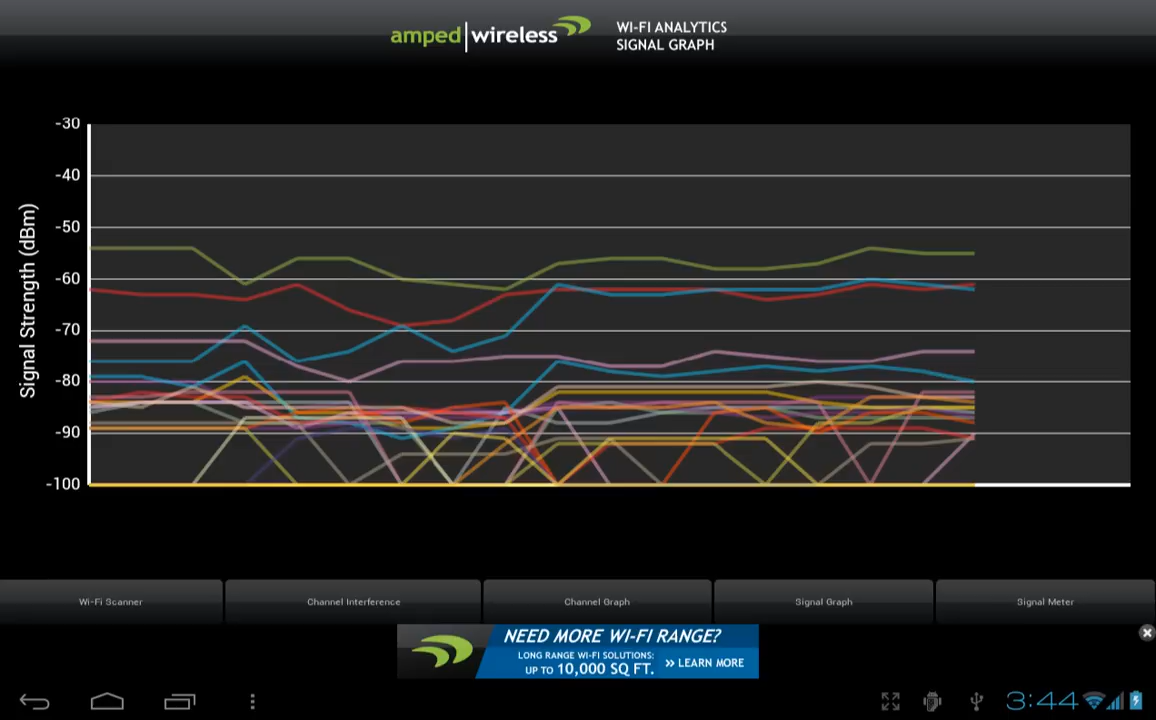 amped wireless
WI-FI ANALYTICS
SIGNAL GRAPH
-30
-40
-50
-60
-70
-80
-90
-100
Signal Strength (dBm)
Wi-Fi Scanner
Channel Interference
Channel Graph
Signal Graph
Signal Meter
NEED MORE WI-FI RANGE?
LONG RANGE WI-FI SOLUTIONS:
UP TO 10,000 SQ FT.
>> LEARN MORE
3:44